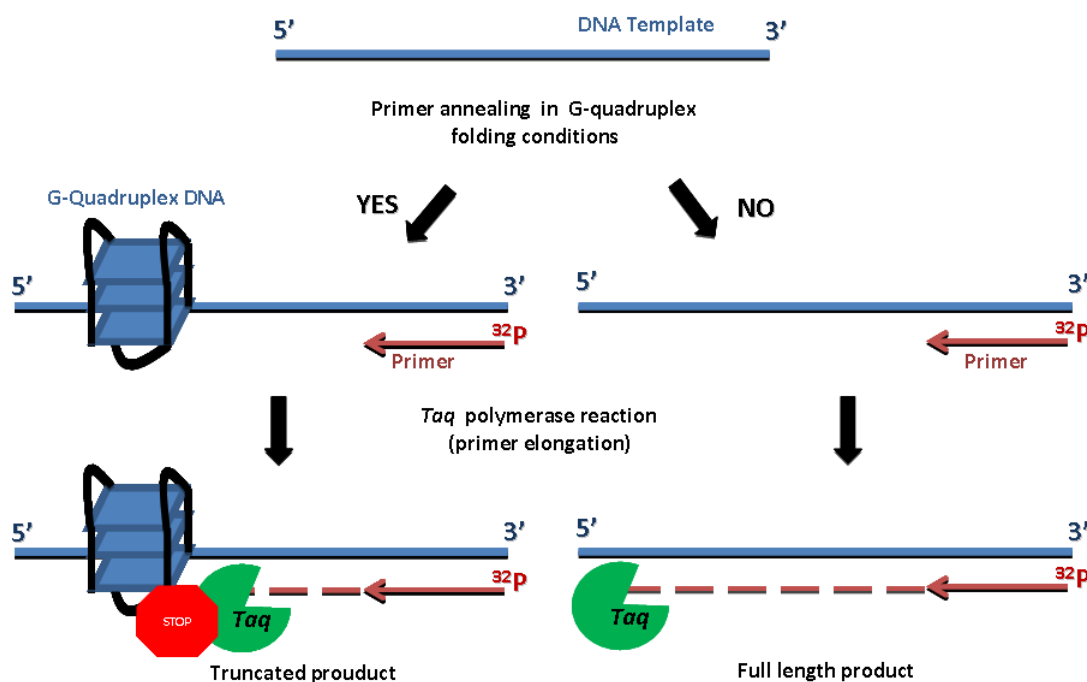 5' DNA Template 3'
Primer annealing in G-quadruplex
folding conditions
G-Quadruplex DNA
YES
NO
5' 3'
5' 3'
32P
32P
Primer
Primer
Taq polymerase reaction
(primer elongation)
5' 3'
5' 3'
32P
32P
STOP
Taq
Taq
Truncated prouduct
Full length product